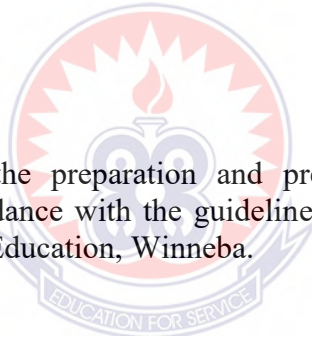 the preparation and pre
dance with the guideline
Education, Winneba.
EDUCATION FOR SERVICE